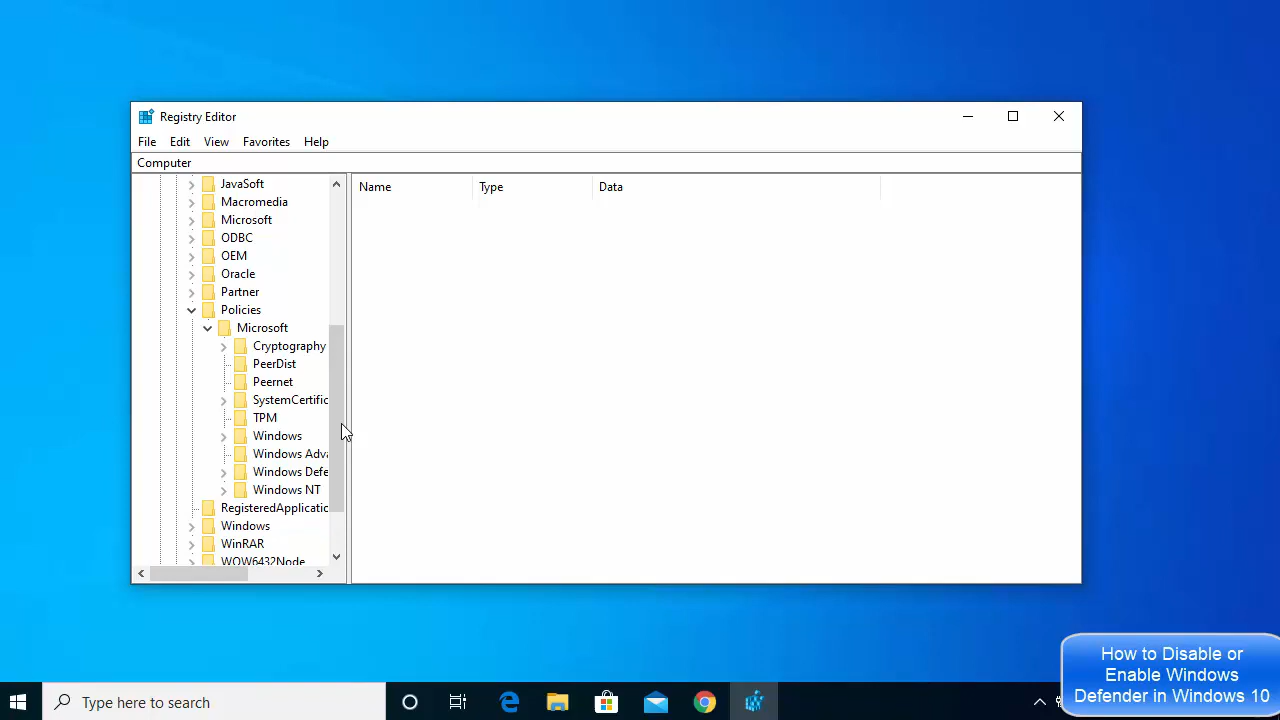 Registry Editor
File Edit View Favorites Help
Computer
Name Type Data
JavaSoft
Macromedia
Microsoft
ODBC
OEM
Oracle
Partner
Policies
Microsoft
Cryptography
PeerDist
Peernet
SystemCertific
TPM
Windows
Windows Adva
Windows Defe
Windows NT
RegisteredApplicatio
Windows
WinRAR
WOW6432Node
How to Disable or
Enable Windows
Defender in Windows 10
Type here to search